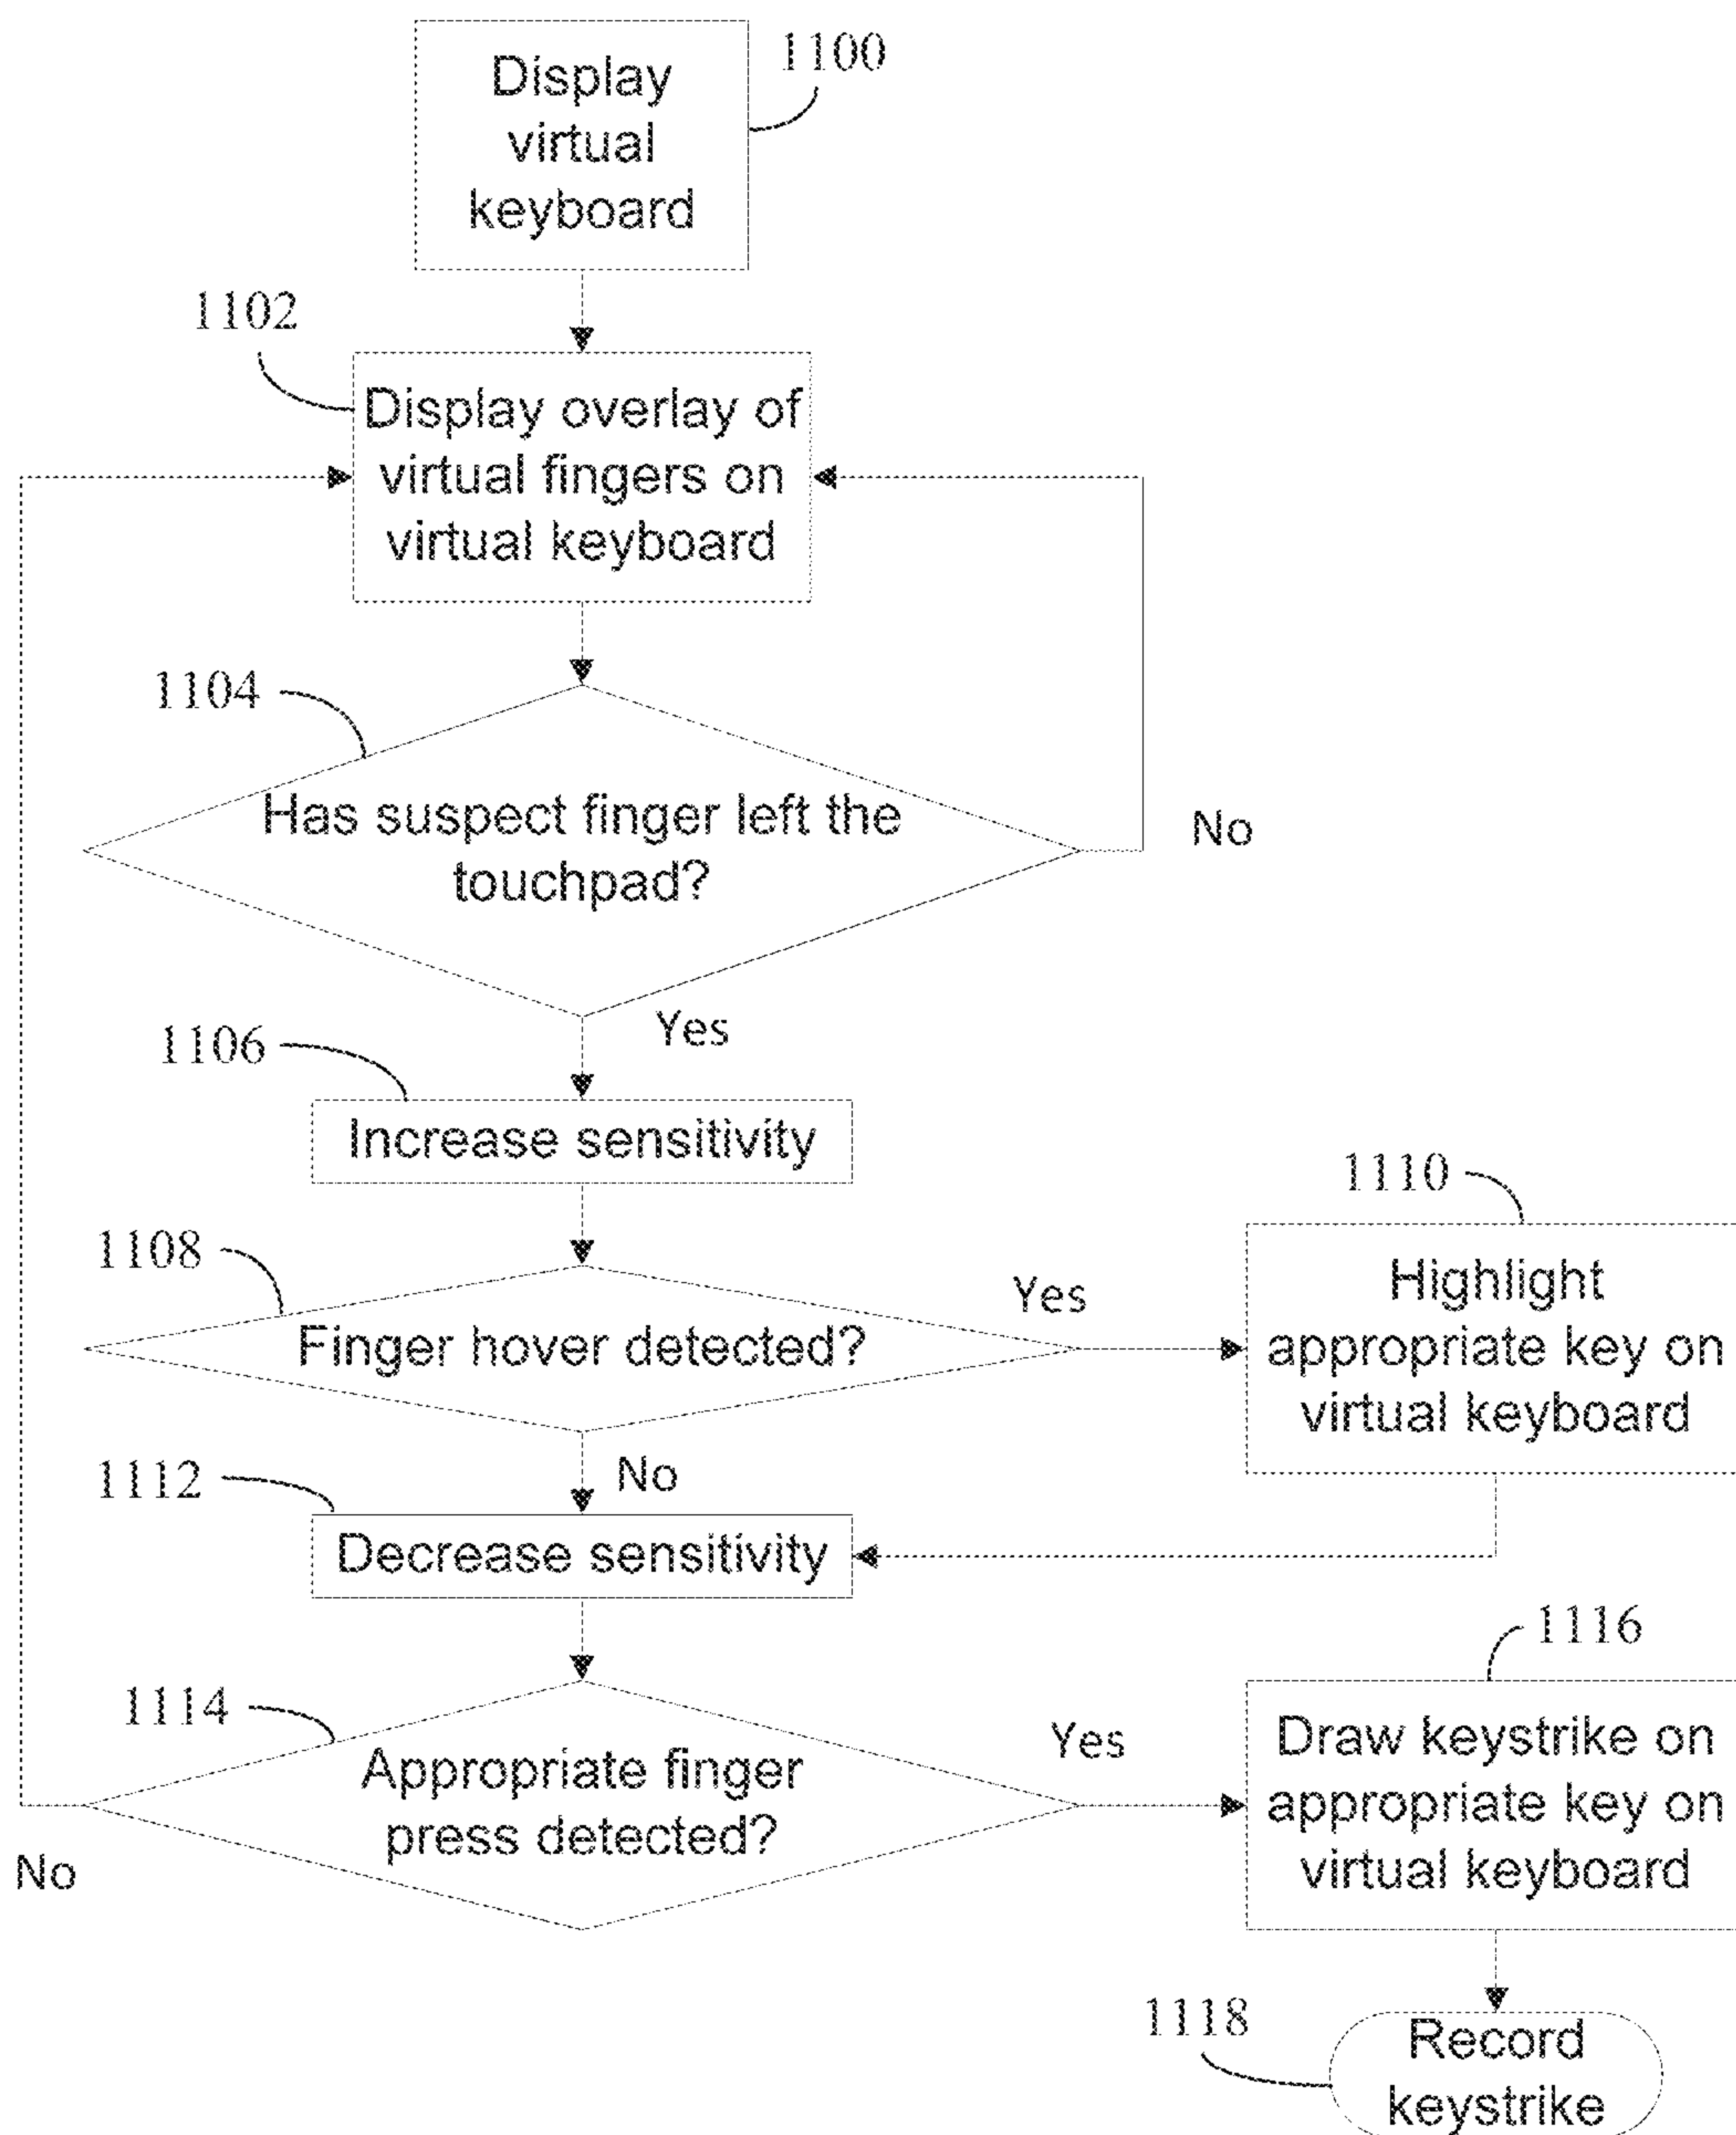 Display
virtual
keyboard
1100
1102
Display overlay of
virtual fingers on
virtual keyboard
1104
Has suspect finger left the
touchpad?
No
Yes
1106
Increase sensitivity
1108
Finger hover detected?
Yes
1110
Highlight
appropriate key on
virtual keyboard
No
1112
Decrease sensitivity
1114
Appropriate finger
press detected?
Yes
No
1116
Draw keystrike on
appropriate key on
virtual keyboard
1118
Record
keystrike